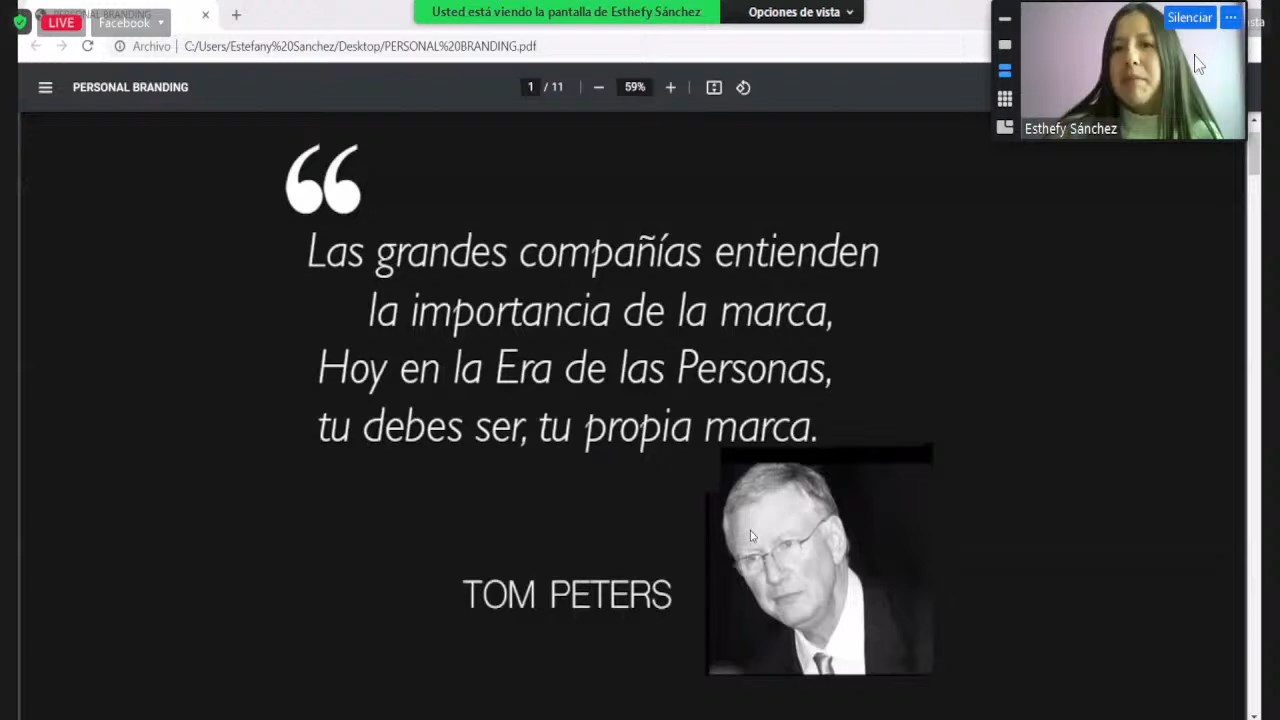 PERSONAL BRANDING
Usted está viendo la pantalla de Esthefy Sánchez
Opciones de vista
LIVE
Facebook
Silenciar
Archivo
C:/Users/Estefany%20Sanchez/Desktop/PERSONAL%20BRANDING.pdf
PERSONAL BRANDING
1 / 11
59%
Esthefy Sánchez
Las grandes compañías entienden
la importancia de la marca,
Hoy en la Era de las Personas,
tu debes ser, tu propia marca.
TOM PETERS